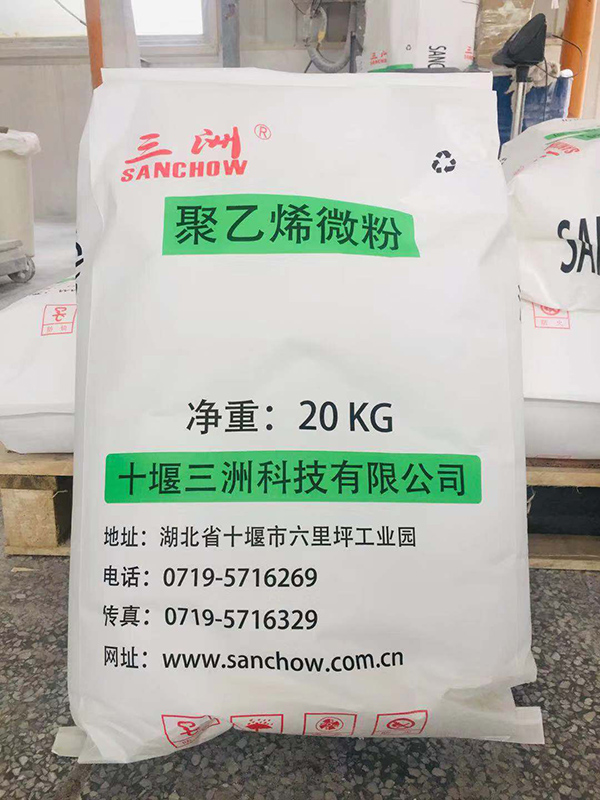 三洲®
SANCHOW
聚乙烯微粉
净重：20 KG
十堰三洲科技有限公司
地址：湖北省十堰市六里坪工业园
电话：0719-5716269
传真：0719-5716329
网址：www.sanchow.com.cn
SAN